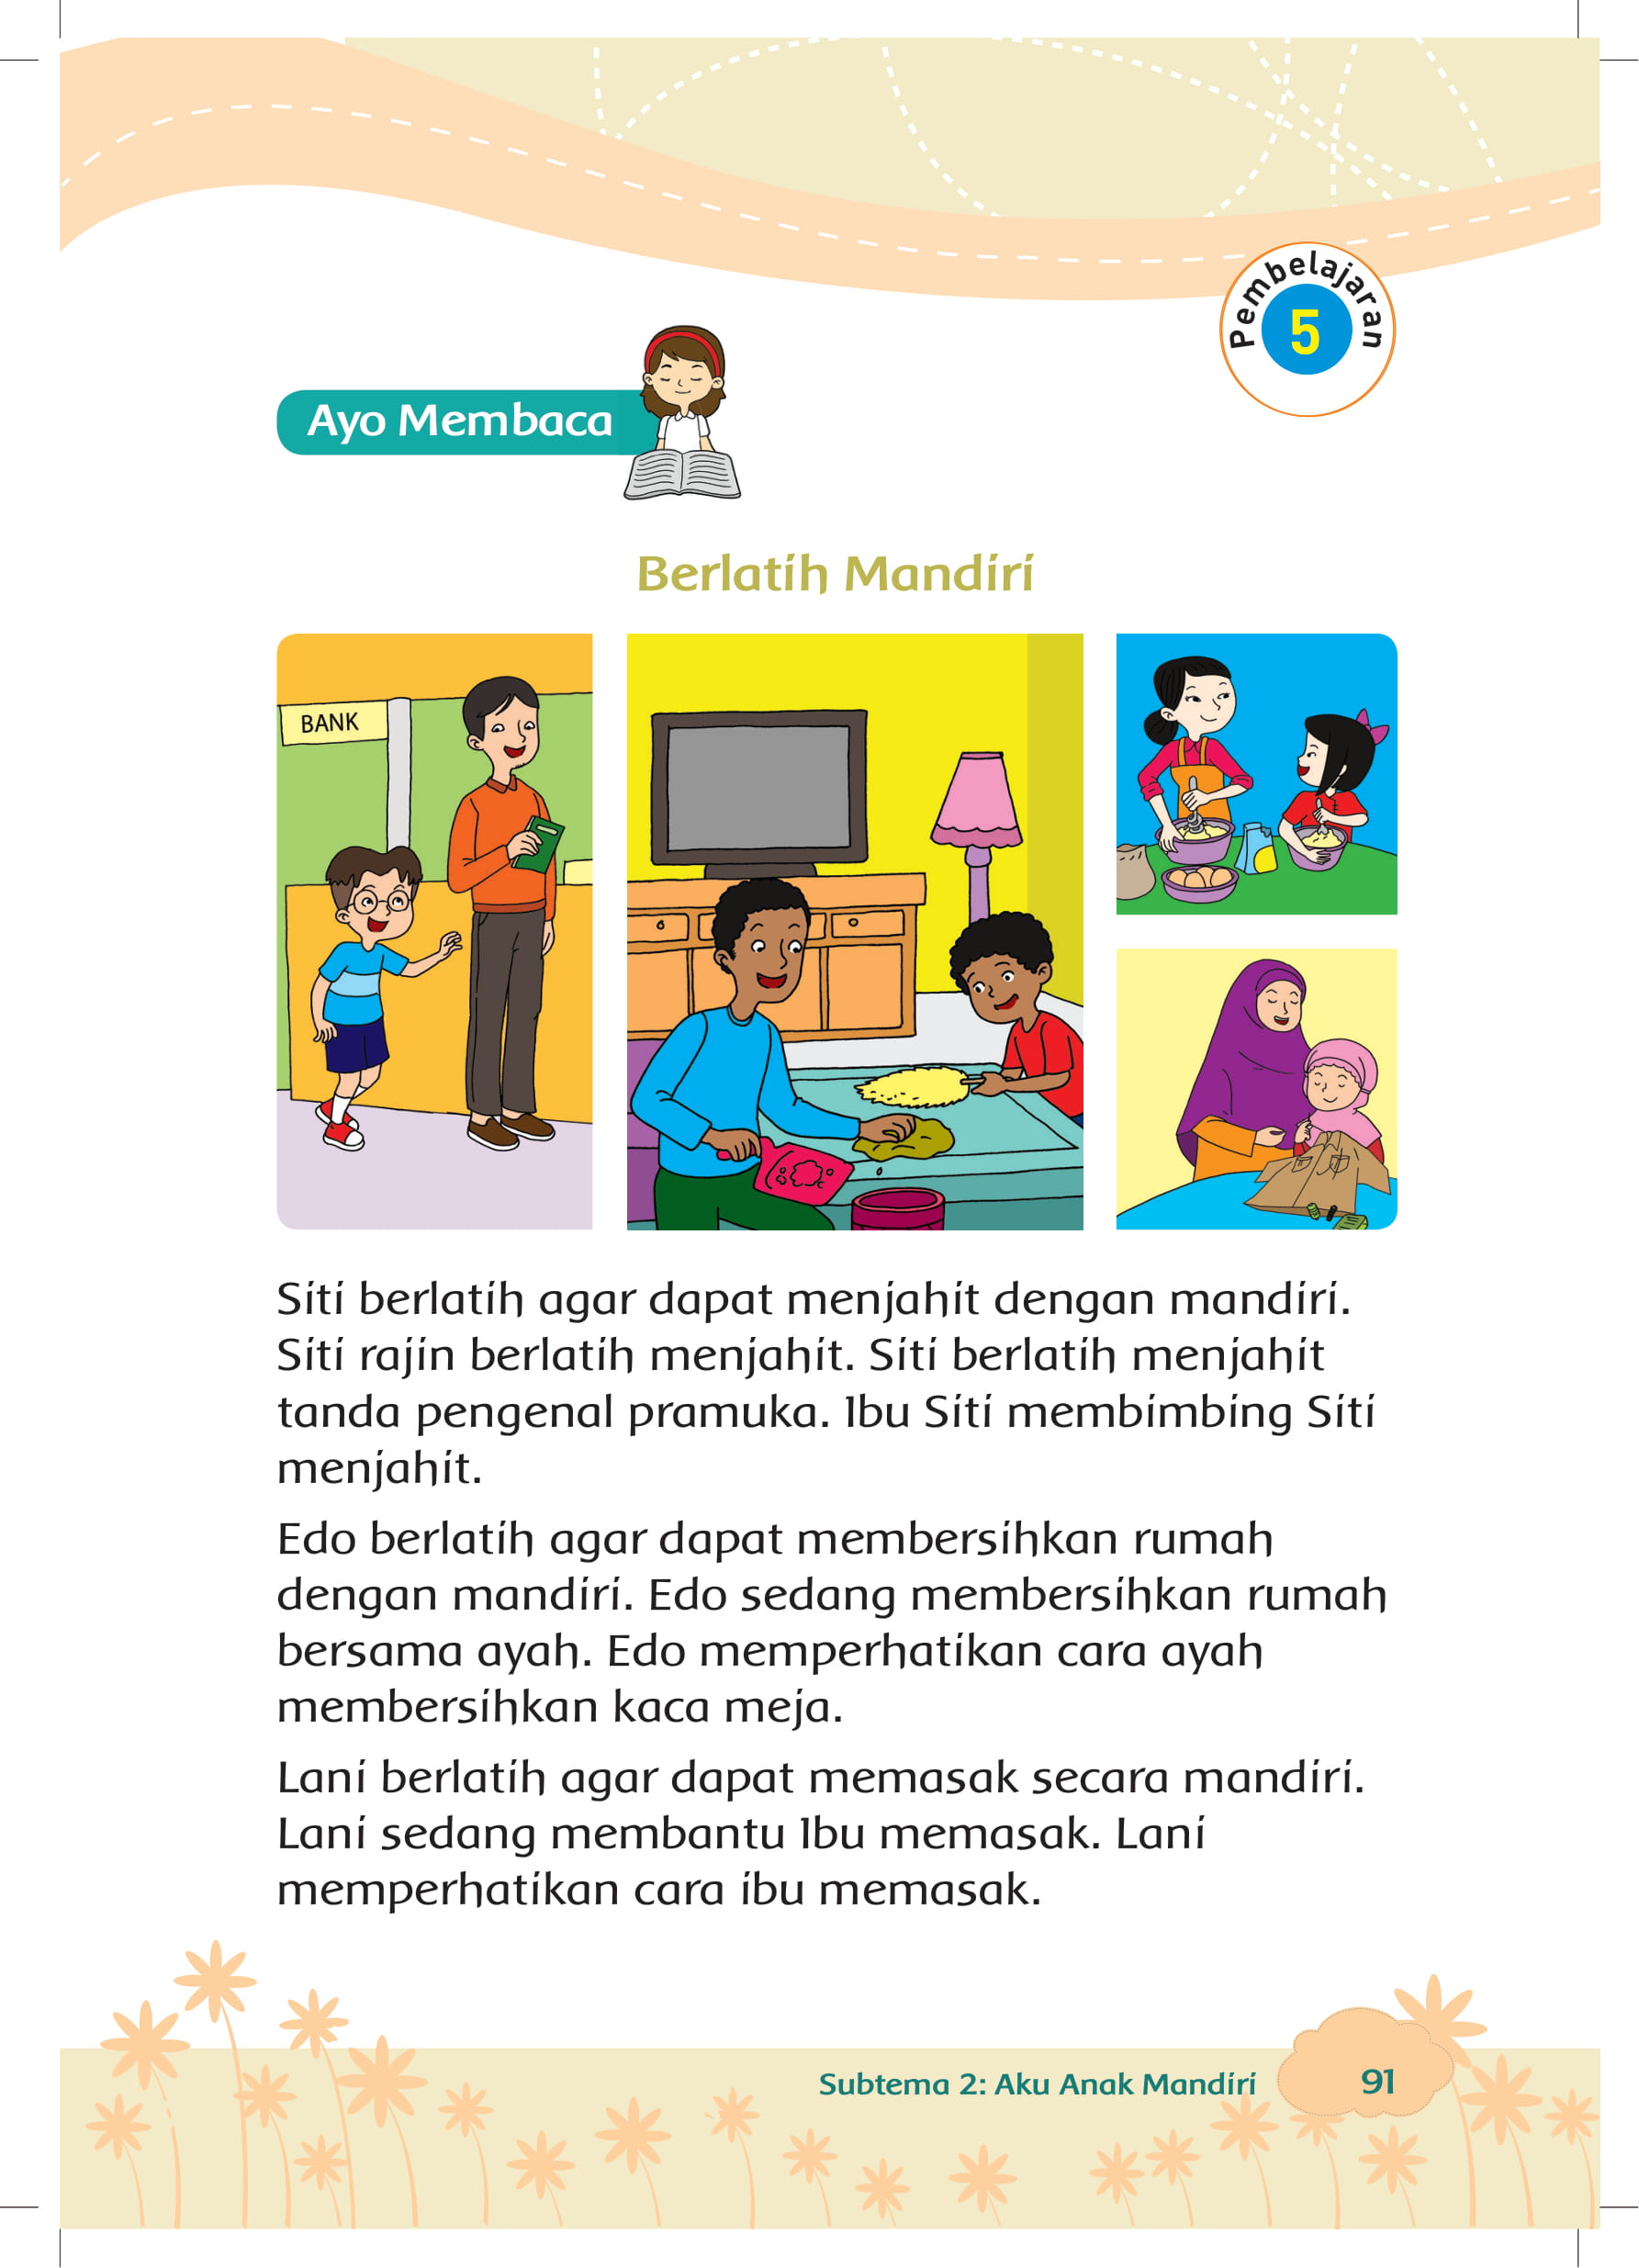 Pembelajaran
5
Ayo Membaca
Berlatih Mandiri
BANK
Siti berlatih agar dapat menjahit dengan mandiri.
Siti rajin berlatih menjahit. Siti berlatih menjahit
tanda pengenal pramuka. Ibu Siti membimbing Siti
menjahit.
Edo berlatih agar dapat membersihkan rumah
dengan mandiri. Edo sedang membersihkan rumah
bersama ayah. Edo memperhatikan cara ayah
membersihkan kaca meja.
Lani berlatih agar dapat memasak secara mandiri.
Lani sedang membantu Ibu memasak. Lani
memperhatikan cara ibu memasak.
Subtema 2: Aku Anak Mandiri
91